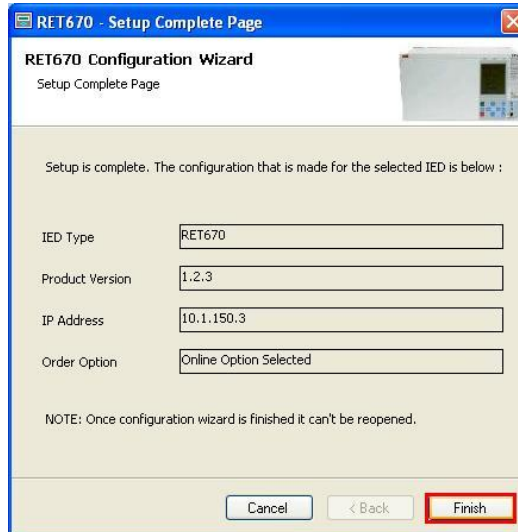 RET670 - Setup Complete Page
RET670 Configuration Wizard
Setup Complete Page
Setup is complete. The configuration that is made for the selected IED is below :
IED Type RET670
Product Version 1.2.3
IP Address 10.1.150.3
Order Option Online Option Selected
NOTE: Once configuration wizard is finished it can't be reopened.
Cancel < Back Finish